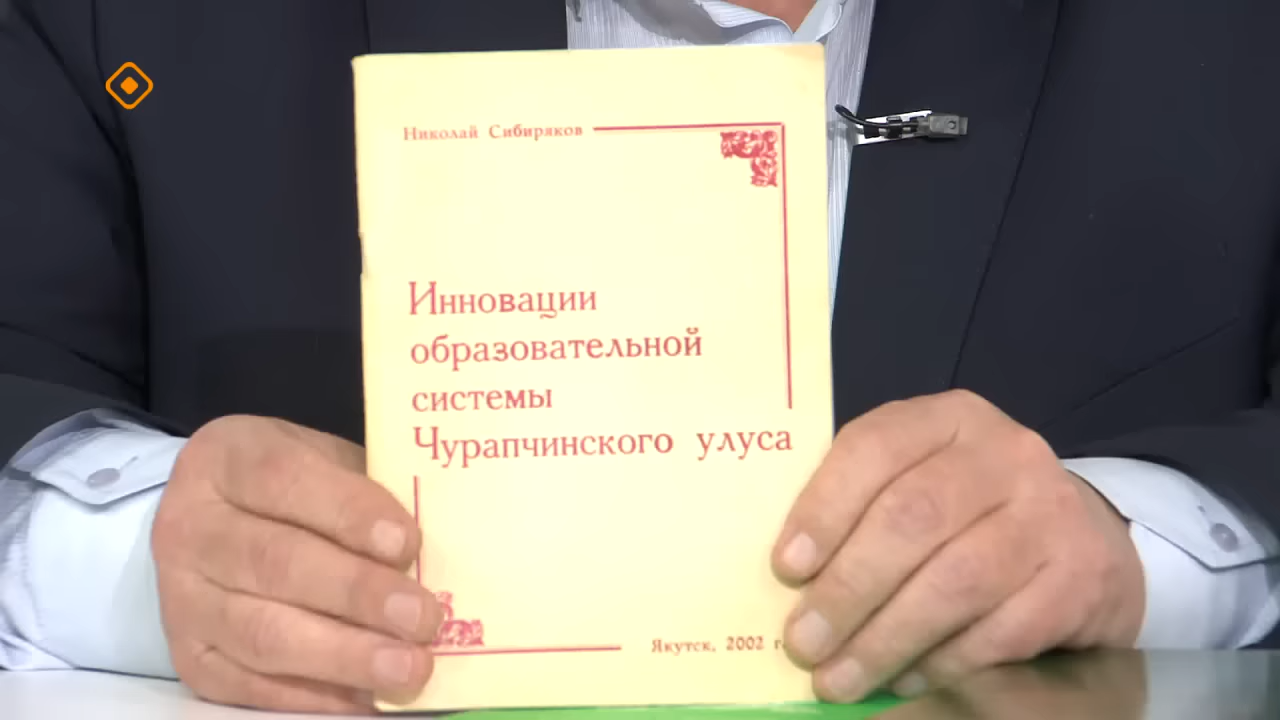 Николай Сибиряков
Инновации
образовательной
системы
Чурапчинского улуса
Якутск, 2002 г